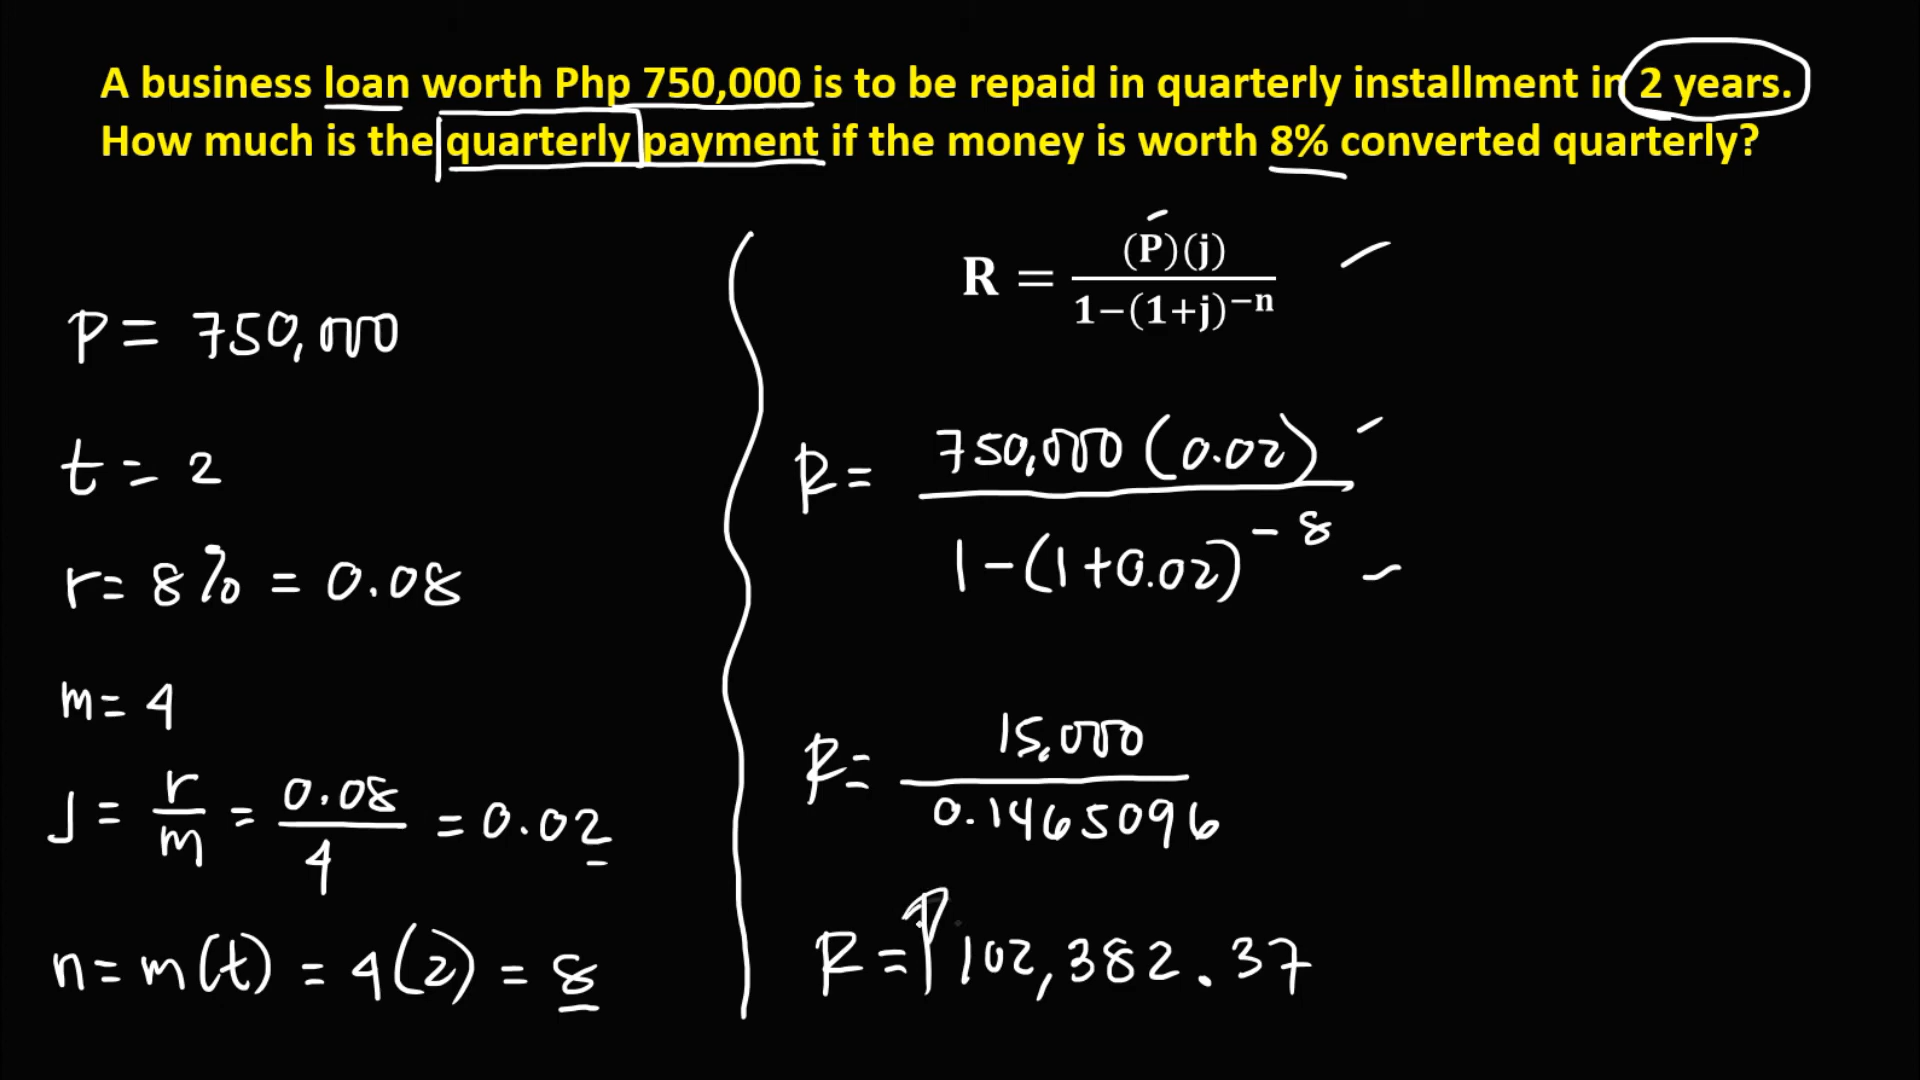 A business loan worth Php 750,000 is to be repaid in quarterly installment in 2 years.
How much is the quarterly payment if the money is worth 8% converted quarterly?
P = 750,000
t = 2
r = 8% = 0.08
m = 4
J = r/m = 0.08/4 = 0.02
n = m(t) = 4(2) = 8
R = (P)(j) / 1−(1+j)^−n
R = 750,000 (0.02) / 1−(1+0.02)^−8
R = 15,000 / 0.1465096
R = ₱102,382.37